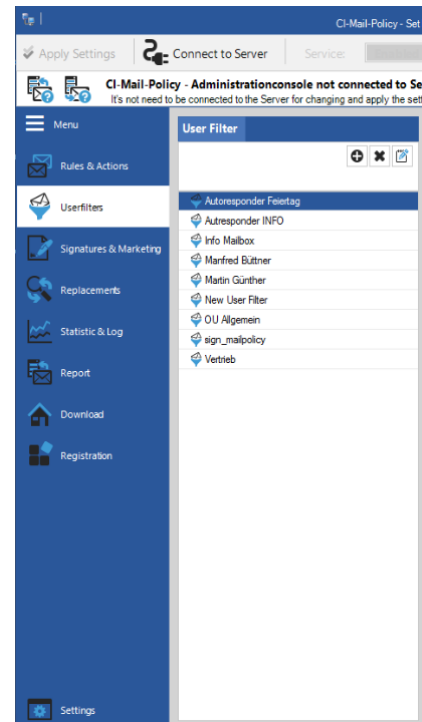 CI-Mail-Policy - Set
Apply Settings
Connect to Server
Service:
CI-Mail-Policy - Administrationconsole not connected to Se
It's not need to be connected to the Server for changing and apply the sett
Menu
User Filter
Rules & Actions
Userfilters
Signatures & Marketing
Replacements
Statistic & Log
Report
Download
Registration
Settings
Autoresponder Feiertag
Autresponder INFO
Info Mailbox
Manfred Büttner
Martin Günther
New User Filter
OU Allgemein
sign_mailpolicy
Vertrieb